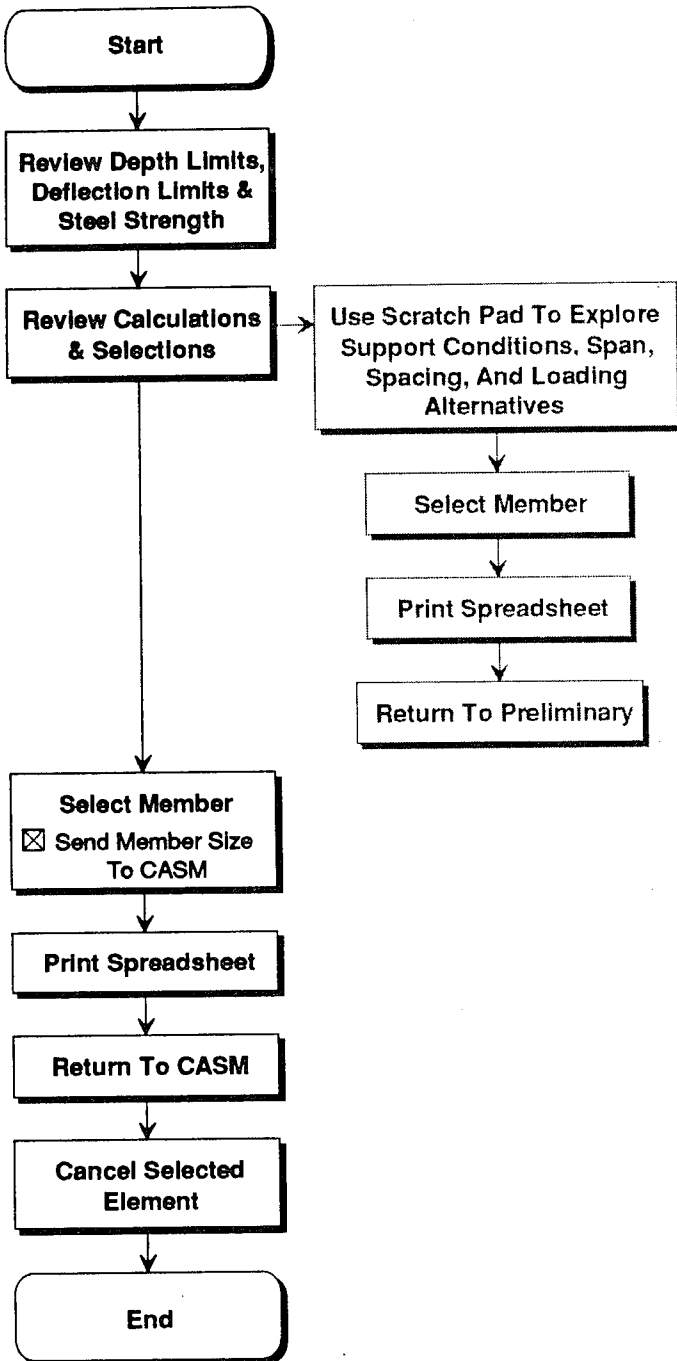 Start
Review Depth Limits,
Deflection Limits &
Steel Strength
Review Calculations
& Selections
Use Scratch Pad To Explore
Support Conditions, Span,
Spacing, And Loading
Alternatives
Select Member
Print Spreadsheet
Return To Preliminary
Select Member
Send Member Size
To CASM
Print Spreadsheet
Return To CASM
Cancel Selected
Element
End